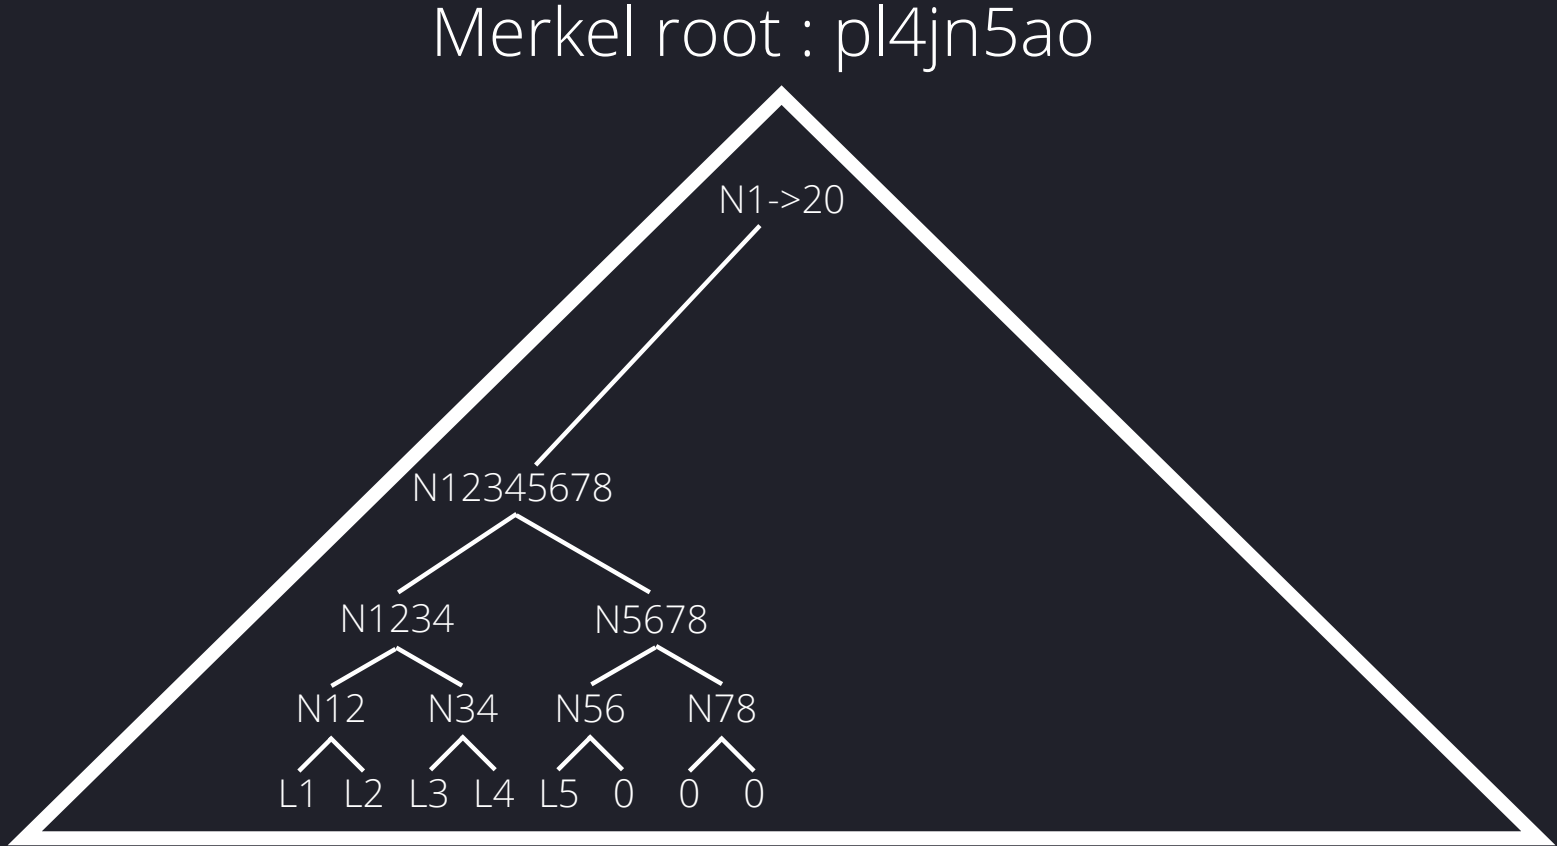 Merkel root : pl4jn5ao
N1->20
N12345678
N1234 N5678
N12 N34 N56 N78
L1 L2 L3 L4 L5 0 0 0